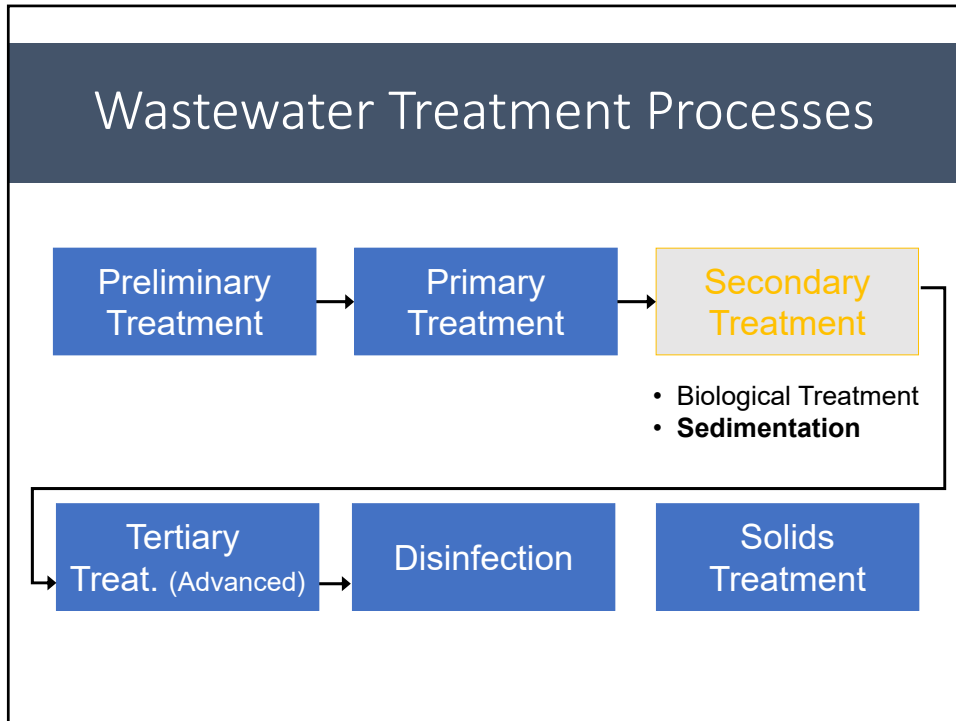 Wastewater Treatment Processes
Preliminary
Treatment
Primary
Treatment
Secondary
Treatment
• Biological Treatment
• Sedimentation
Tertiary
Treat. (Advanced)
Disinfection
Solids
Treatment